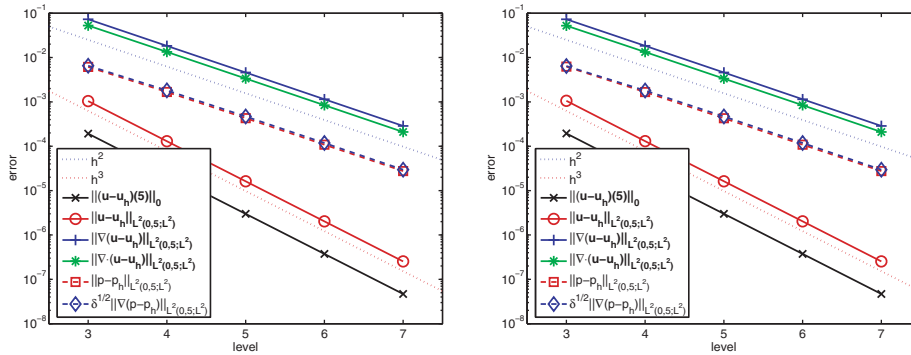 10^{-1}
10^{-2}
10^{-3}
10^{-4}
10^{-5}
10^{-6}
10^{-7}
10^{-8}
error
3 4 5 6 7
level
h^2
h^3
||(u−u_h)(5)||_0
||u−u_h||_{L^2(0,5;L^2)}
||∇(u−u_h)||_{L^2(0,5;L^2)}
||∇·(u−u_h)||_{L^2(0,5;L^2)}
||p−p_h||_{L^2(0,5;L^2)}
δ^{1/2}||∇(p−p_h)||_{L^2(0,5;L^2)}
10^{-1}
10^{-2}
10^{-3}
10^{-4}
10^{-5}
10^{-6}
10^{-7}
10^{-8}
error
3 4 5 6 7
level
h^2
h^3
||(u−u_h)(5)||_0
||u−u_h||_{L^2(0,5;L^2)}
||∇(u−u_h)||_{L^2(0,5;L^2)}
||∇·(u−u_h)||_{L^2(0,5;L^2)}
||p−p_h||_{L^2(0,5;L^2)}
δ^{1/2}||∇(p−p_h)||_{L^2(0,5;L^2)}